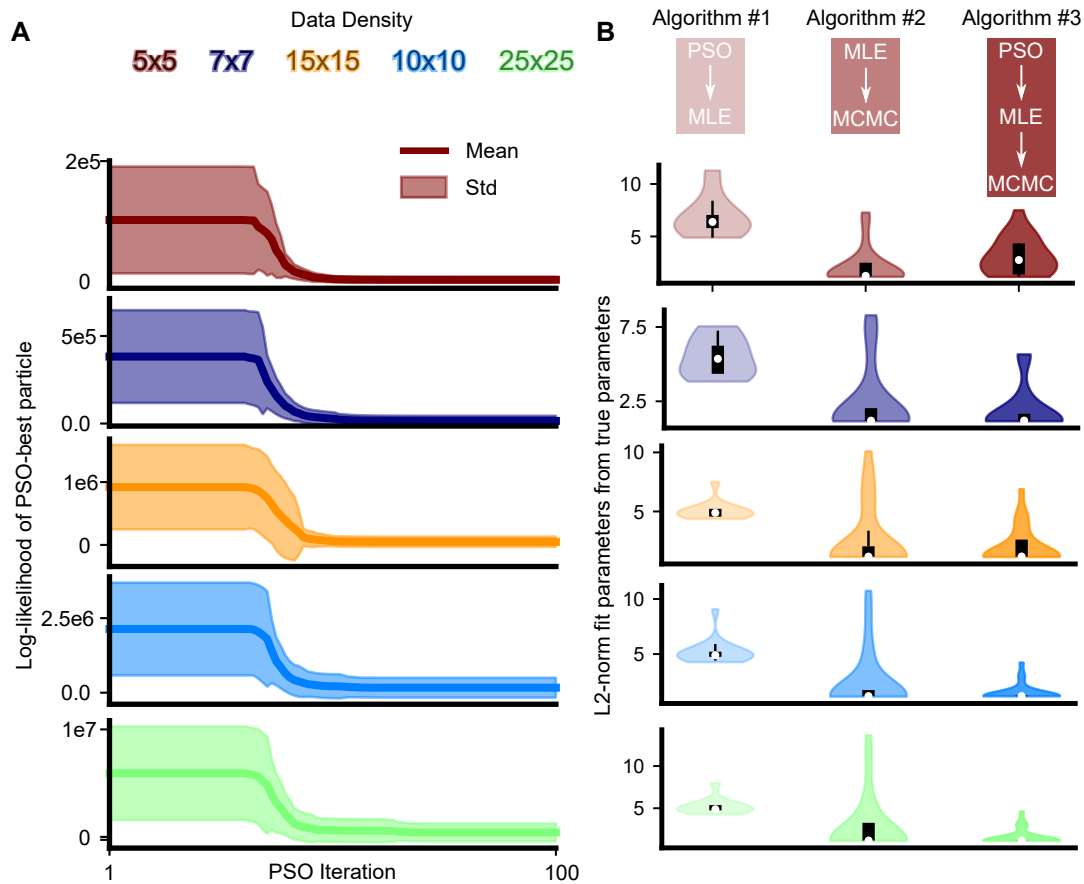 A
Data Density
5x5 7x7 15x15 10x10 25x25
Mean
Std
Log-likelihood of PSO-best particle
2e5
0
5e5
0.0
1e6
0
2.5e6
0.0
1e7
0
1
PSO Iteration
100
B
Algorithm #1 Algorithm #2 Algorithm #3
PSO
MLE
MLE
MCMC
PSO
MLE
MCMC
L2-norm fit parameters from true parameters
10
5
7.5
2.5
10
5
10
5
10
5